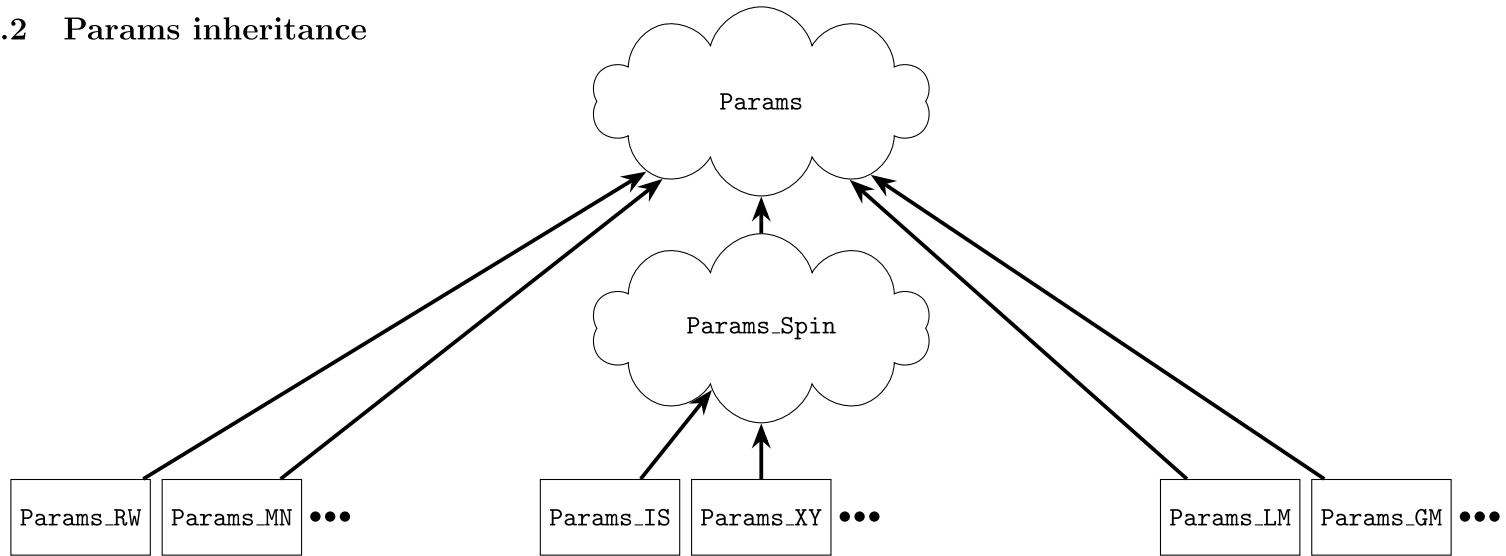 .2 Params inheritance
Params
Params_Spin
Params_RW Params_MN ••• Params_IS Params_XY ••• Params_LM Params_GM •••